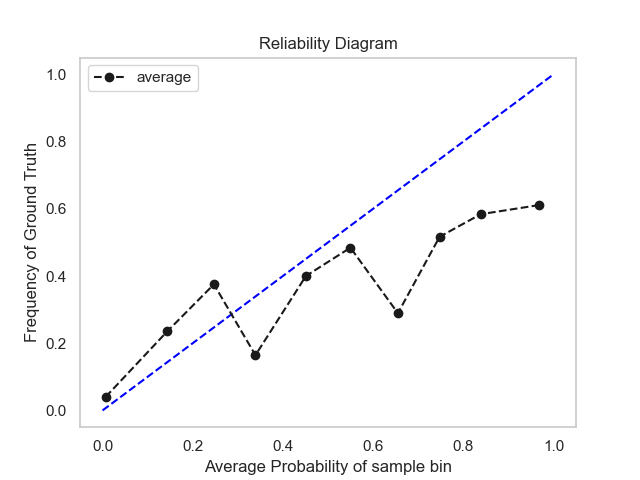 Reliability Diagram
average
Frequency of Ground Truth
1.0
0.8
0.6
0.4
0.2
0.0
0.0 0.2 0.4 0.6 0.8 1.0
Average Probability of sample bin